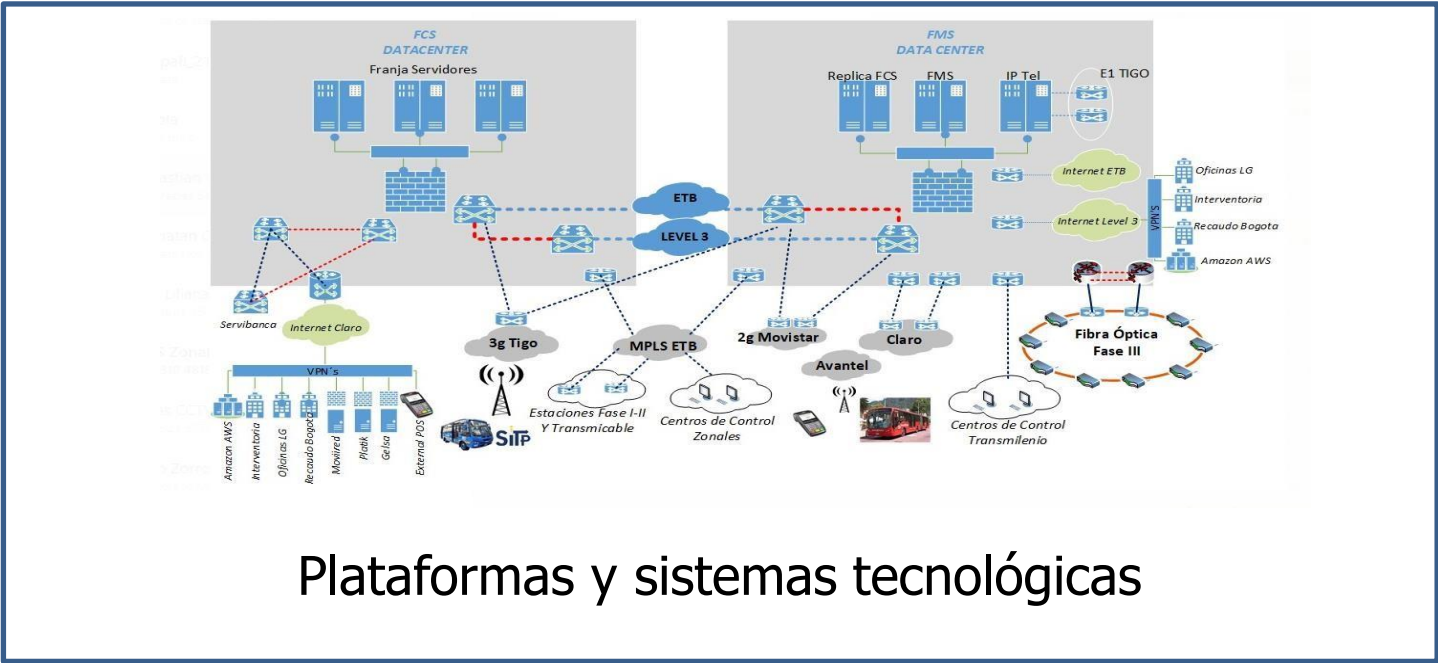 FCS
DATACENTER
Franja Servidores
FMS
DATA CENTER
Replica FCS
FMS
IP Tel
E1 TIGO
Internet ETB
Internet Level 3
VPN'S
Oficinas LG
Interventoria
Recaudo Bogota
Amazon AWS
ETB
LEVEL 3
Servibanca
Internet Claro
3g Tigo
MPLS ETB
2g Movistar
Claro
Avantel
Fibra Óptica
Fase III
VPN´s
Amazon AWS
Interventoria
Oficinas LG
Recaudo Bogota
Moviired
Platik
Gelsa
External POS
SITP
Estaciones Fase I-II
Y Transmicable
Centros de Control
Zonales
Centros de Control
Transmilenio
Plataformas y sistemas tecnológicas